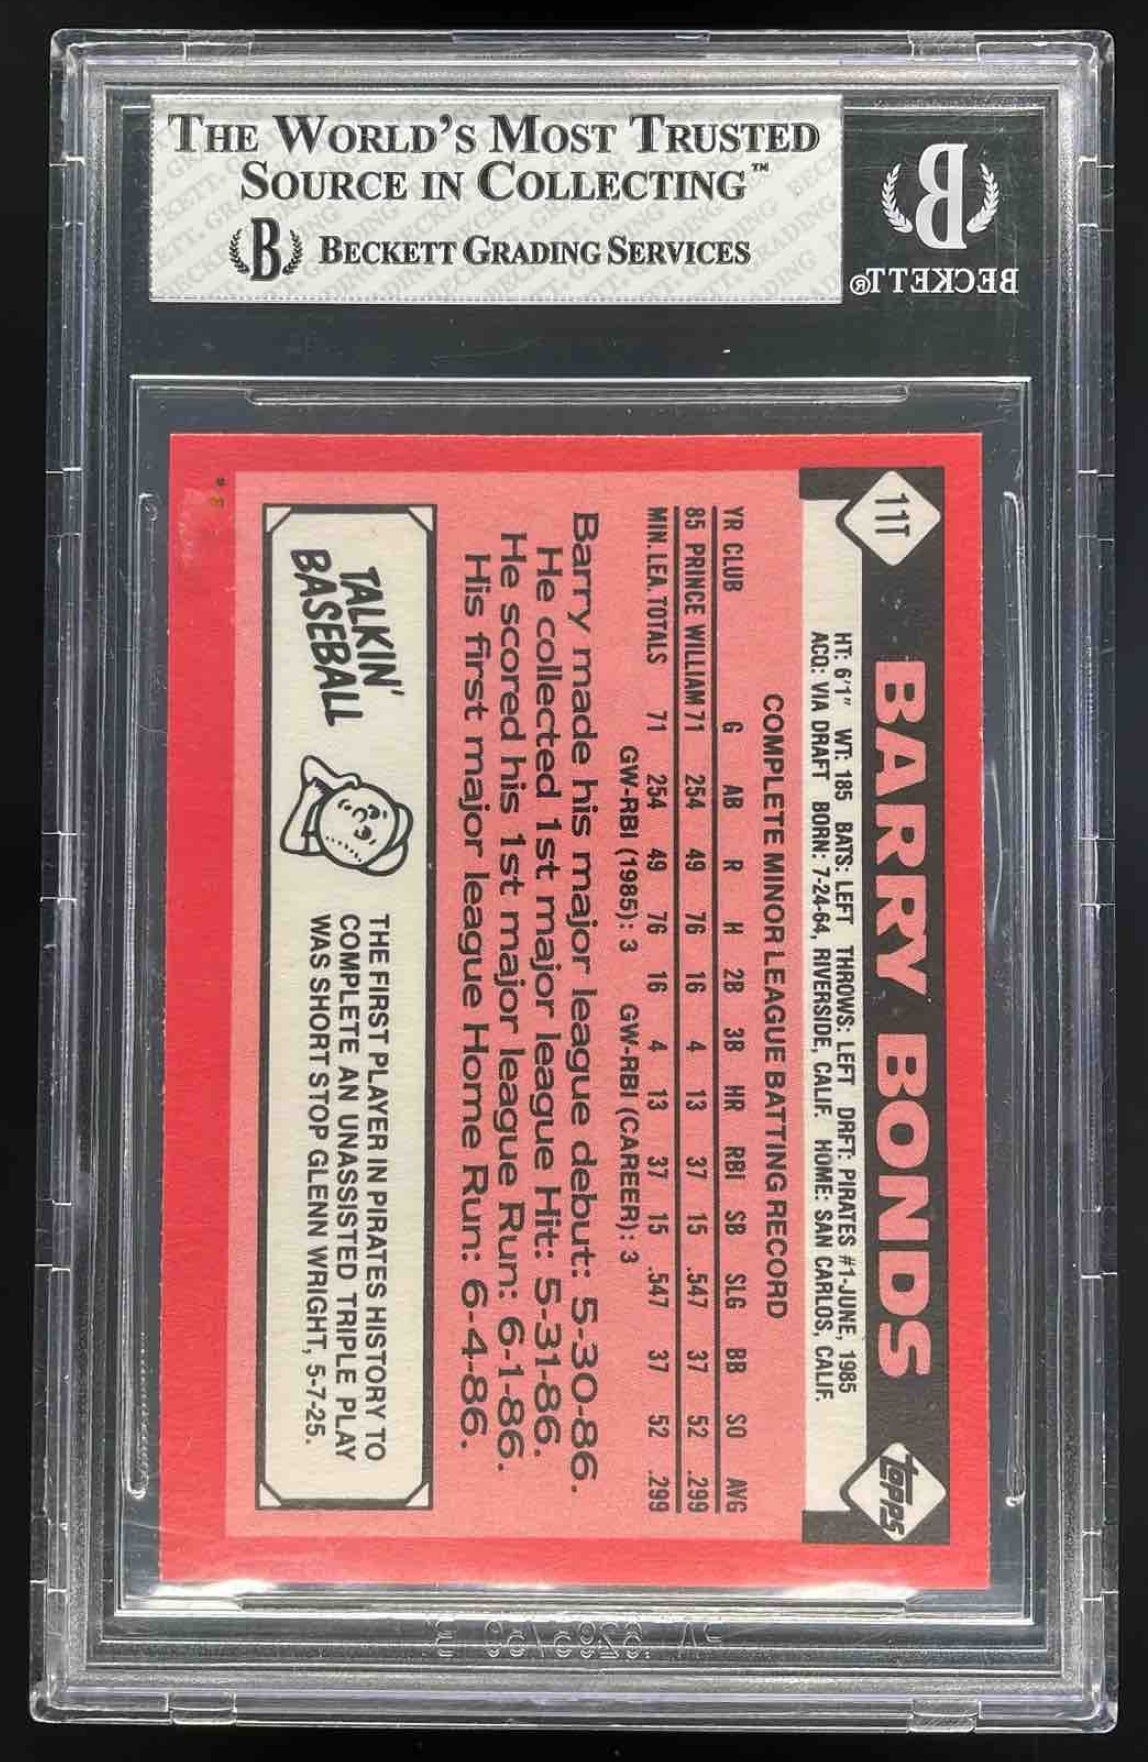 THE WORLD'S MOST TRUSTED
SOURCE IN COLLECTING™
B BECKETT GRADING SERVICES
B
BECKETT®
11T
BARRY BONDS
topps
HT: 6'1" WT: 185 BATS: LEFT THROWS: LEFT DRFT: PIRATES #1-JUNE, 1985
ACQ: VIA DRAFT BORN: 7-24-64, RIVERSIDE, CALIF. HOME: SAN CARLOS, CALIF.
COMPLETE MINOR LEAGUE BATTING RECORD
YR CLUB G AB R H 2B 3B HR RBI SB SLG BB SO AVG
85 PRINCE WILLIAM 71 254 49 76 16 4 13 37 15 .547 37 52 .299
MIN. LEA. TOTALS 71 254 49 76 16 4 13 37 15 .547 37 52 .299
GW-RBI (1985): 3 GW-RBI (CAREER): 3
Barry made his major league debut: 5-30-86.
He collected 1st major league Hit: 5-31-86.
He scored his 1st major league Run: 6-1-86.
His first major league Home Run: 6-4-86.
TALKIN'
BASEBALL
THE FIRST PLAYER IN PIRATES HISTORY TO
COMPLETE AN UNASSISTED TRIPLE PLAY
WAS SHORT STOP GLENN WRIGHT, 5-7-25.